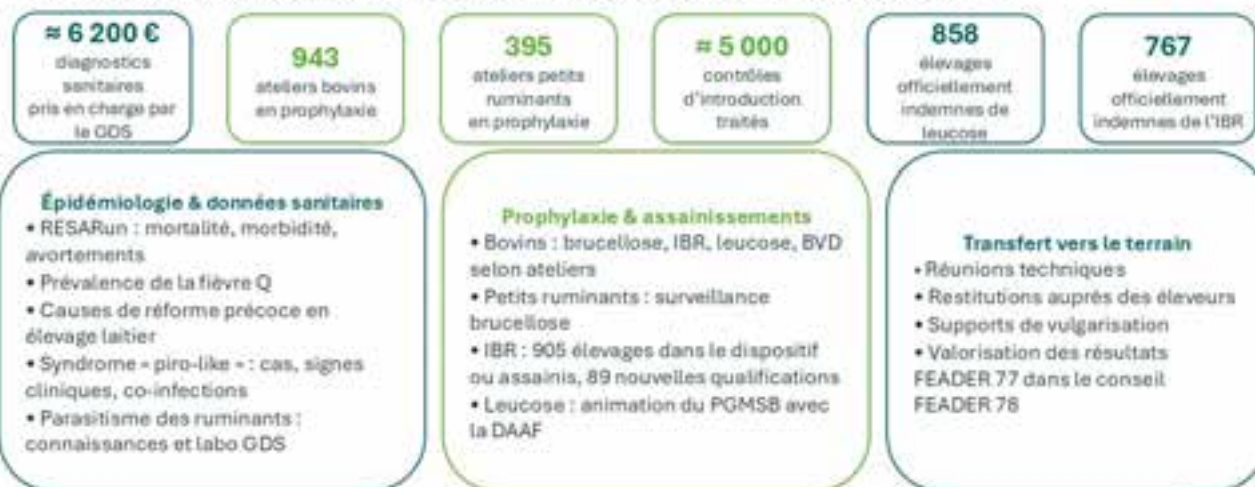 ≈ 6 200 €
diagnostics
sanitaires
pris en charge par
le GDS
943
ateliers bovins
en prophylaxie
395
ateliers petits
ruminants
en prophylaxie
≈ 5 000
contrôles
d'introduction
traités
858
élevages
officiellement
indemnes de
leucose
767
élevages
officiellement
indemnes de l'IBR
Épidémiologie & données sanitaires
• RESARun : mortalité, morbidité,
avortements
• Prévalence de la fièvre Q
• Causes de réforme précoce en
élevage laitier
• Syndrome « piro-like » : cas, signes
cliniques, co-infections
• Parasitisme des ruminants :
connaissances et labo GDS
Prophylaxie & assainissements
• Bovins : brucellose, IBR, leucose, BVD
selon ateliers
• Petits ruminants : surveillance
brucellose
• IBR : 905 élevages dans le dispositif
ou assainis, 89 nouvelles qualifications
• Leucose : animation du PGMSB avec
la DAAF
Transfert vers le terrain
• Réunions techniques
• Restitutions auprès des éleveurs
• Supports de vulgarisation
• Valorisation des résultats
FEADER 77 dans le conseil
FEADER 78